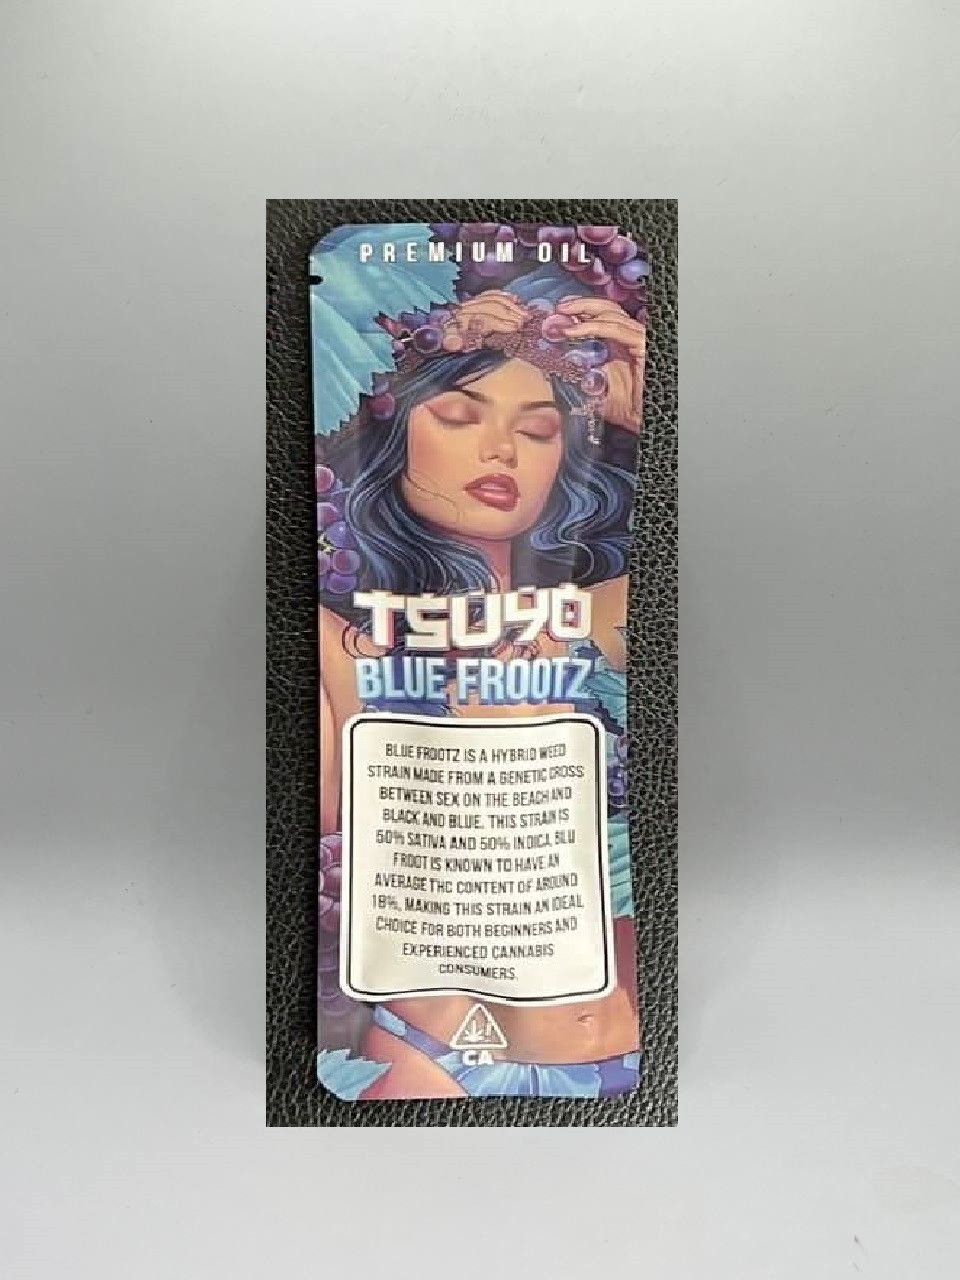 PREMIUM OIL
TSUYO
BLUE FROOTZ
BLUE FROOTZ IS A HYBRID WEED
STRAIN MADE FROM A GENETIC CROSS
BETWEEN SEX ON THE BEACH AND
BLACK AND BLUE. THIS STRAIN IS
50% SATIVA AND 50% INDICA, BLU
FROOT IS KNOWN TO HAVE AN
AVERAGE THC CONTENT OF AROUND
18%, MAKING THIS STRAIN AN IDEAL
CHOICE FOR BOTH BEGINNERS AND
EXPERIENCED CANNABIS
CONSUMERS.
!
CA